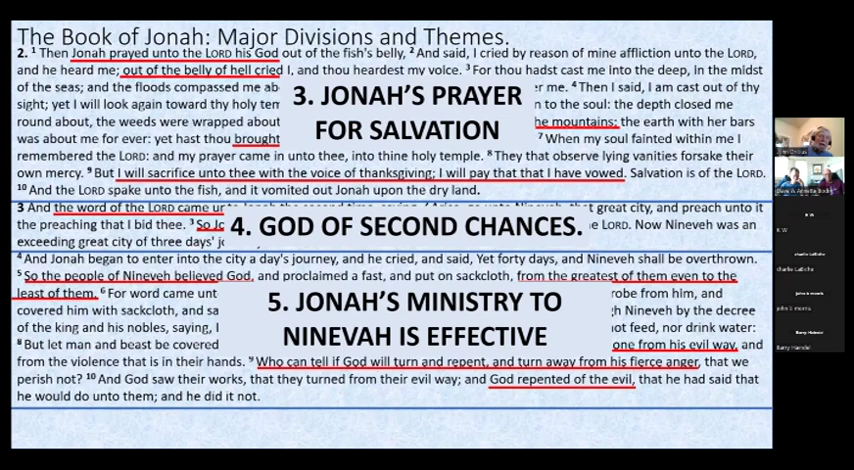 The Book of Jonah: Major Divisions and Themes.
2. 1 Then Jonah prayed unto the LORD his God out of the fish's belly, 2 And said, I cried by reason of mine affliction unto the LORD,
and he heard me; out of the belly of hell cried I, and thou heardest my voice. 3 For thou hadst cast me into the deep, in the midst
of the seas; and the floods compassed me ab er me. 4 Then I said, I am cast out of thy
sight; yet I will look again toward thy tem n to the soul: the depth closed me
3. JONAH'S PRAYER
FOR SALVATION
round about, the weeds were wrapped about he mountains; the earth with her bars
was about me for ever: yet hast thou brought 7 When my soul fainted within me I
remembered the LORD: and my prayer came in unto thee, into thine holy temple. 8 They that observe lying vanities forsake their
own mercy. 9 But I will sacrifice unto thee with the voice of thanksgiving; I will pay that that I have vowed. Salvation is of the LORD.
10 And the LORD spake unto the fish, and it vomited out Jonah upon the dry land.
3 And the word of the LORD came t great city, and preach unto it
4. GOD OF SECOND CHANCES.
the preaching that I bid thee. 3 So Jo e LORD. Now Nineveh was an
exceeding great city of three days' j
4 And Jonah began to enter into the city a day's journey, and he cried, and said, Yet forty days, and Nineveh shall be overthrown.
5 So the people of Nineveh believed God, and proclaimed a fast, and put on sackcloth, from the greatest of them even to the
least of them. 6 For word came unt robe from him, and
5. JONAH'S MINISTRY TO
NINEVAH IS EFFECTIVE
covered him with sackcloth, and sa h Nineveh by the decree
of the king and his nobles, saying, l not feed, nor drink water:
8 But let man and beast be covered one from his evil way, and
from the violence that is in their hands. 9 Who can tell if God will turn and repent, and turn away from his fierce anger, that we
perish not? 10 And God saw their works, that they turned from their evil way; and God repented of the evil, that he had said that
he would do unto them; and he did it not.
K W
K W
charlie LaBiche
charlie LaBiche
john b morris
john b morris